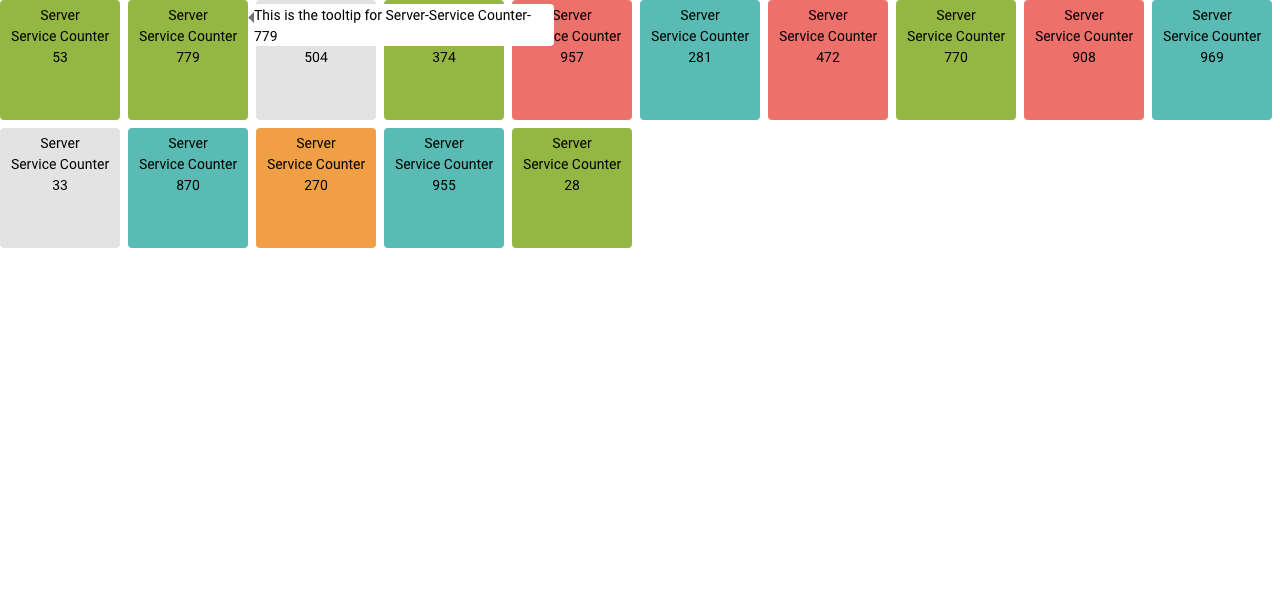 Server
Service Counter
53
Server
Service Counter
779
This is the tooltip for Server-Service Counter-
779
504
374
Server
ce Counter
957
Server
Service Counter
281
Server
Service Counter
472
Server
Service Counter
770
Server
Service Counter
908
Server
Service Counter
969
Server
Service Counter
33
Server
Service Counter
870
Server
Service Counter
270
Server
Service Counter
955
Server
Service Counter
28